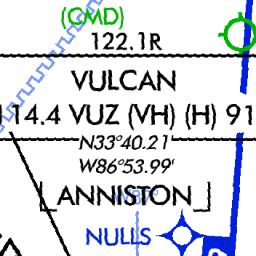 (CMD)
122.1R
VULCAN
114.4 VUZ (VH) (H) 91
N33°40.21'
W86°53.99'
ANNISTON
NULLS